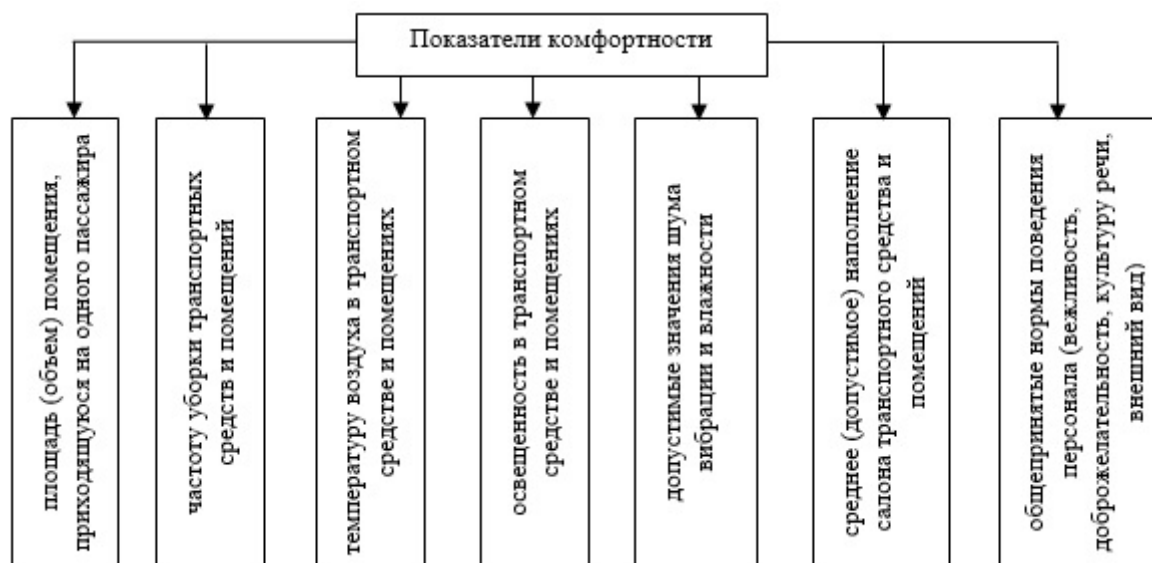 Показатели комфортности
площадь (объем) помещения,
приходящуюся на одного пассажира
частоту уборки транспортных
средств и помещений
температуру воздуха в транспортном
средстве и помещениях
освещенность в транспортном
средстве и помещениях
допустимые значения шума
вибрации и влажности
среднее (допустимое) наполнение
салона транспортного средства и
помещений
общепринятые нормы поведения
персонала (вежливость,
доброжелательность, культуру речи,
внешний вид)